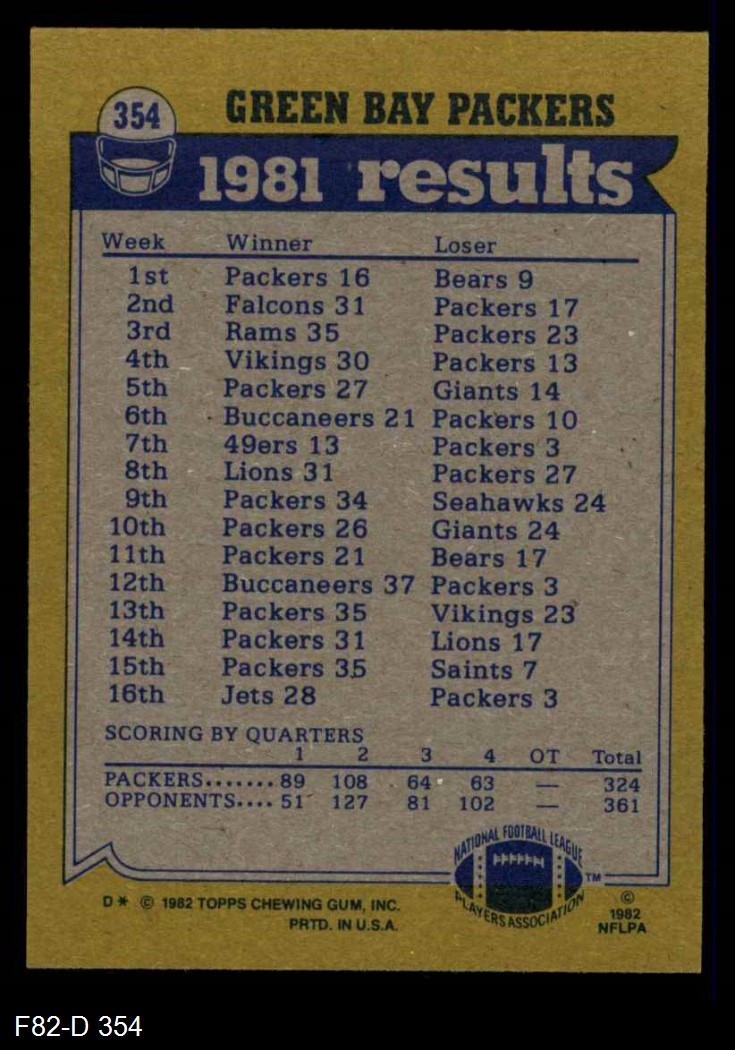 354
GREEN BAY PACKERS
1981 results
Week Winner Loser
1st Packers 16 Bears 9
2nd Falcons 31 Packers 17
3rd Rams 35 Packers 23
4th Vikings 30 Packers 13
5th Packers 27 Giants 14
6th Buccaneers 21 Packers 10
7th 49ers 13 Packers 3
8th Lions 31 Packers 27
9th Packers 34 Seahawks 24
10th Packers 26 Giants 24
11th Packers 21 Bears 17
12th Buccaneers 37 Packers 3
13th Packers 35 Vikings 23
14th Packers 31 Lions 17
15th Packers 35 Saints 7
16th Jets 28 Packers 3
SCORING BY QUARTERS
1 2 3 4 OT Total
PACKERS....... 89 108 64 63 — 324
OPPONENTS.... 51 127 81 102 — 361
NATIONAL FOOTBALL LEAGUE
PLAYERS ASSOCIATION
TM
D* © 1982 TOPPS CHEWING GUM, INC.
PRTD. IN U.S.A.
©
1982
NFLPA
F82-D 354